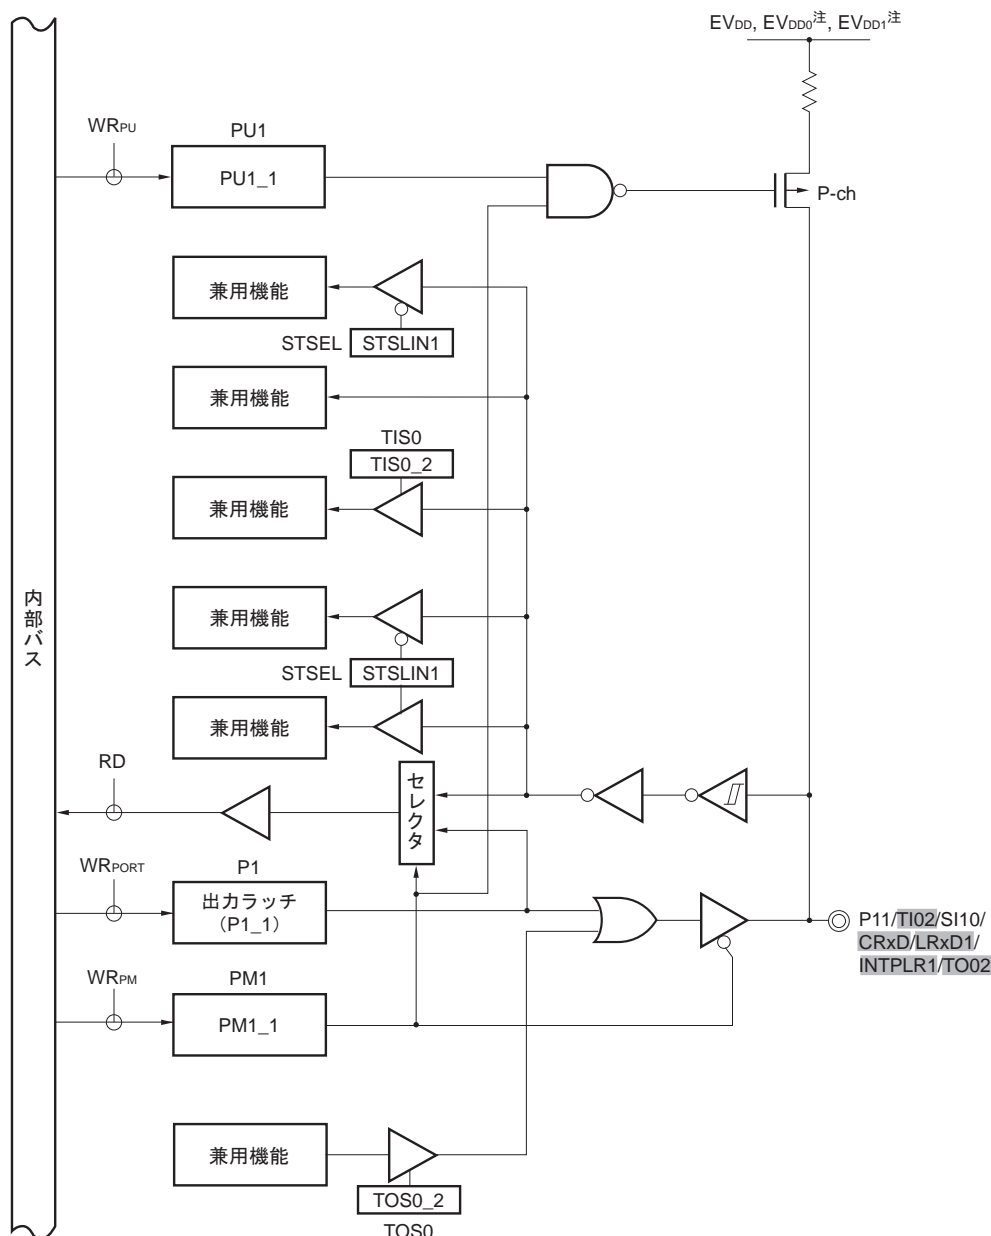 EVDD, EVDD0注, EVDD1注
WRPU
PU1
PU1_1
P-ch
兼用機能
STSEL
STSLIN1
兼用機能
TIS0
TIS0_2
兼用機能
兼用機能
STSEL
STSLIN1
兼用機能
内部バス
RD
セレクタ
WRPORT
P1
出力ラッチ
(P1_1)
P11/TI02/SI10/
CRxD/LRxD1/
INTPLR1/TO02
WRPM
PM1
PM1_1
兼用機能
TOS0_2
TOS0